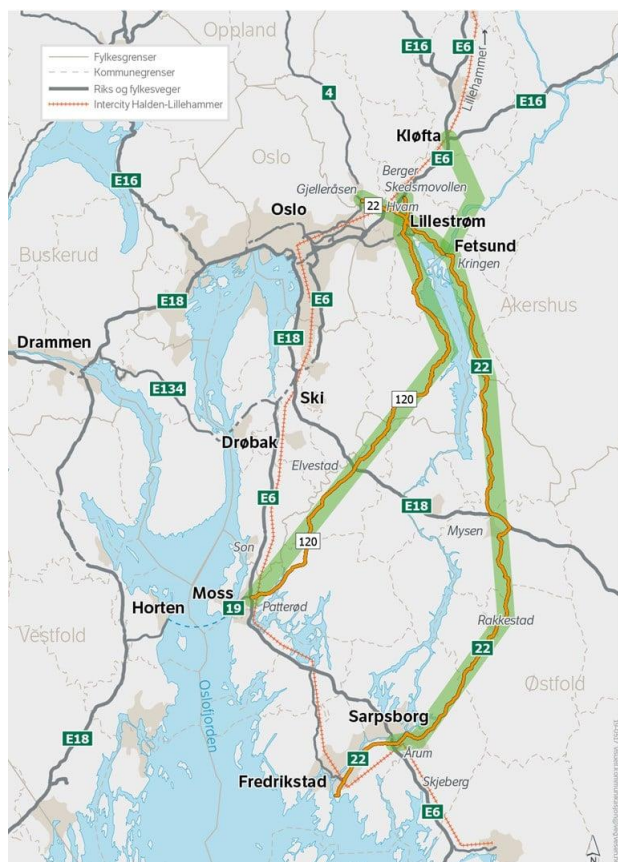 Fylkesgrenser
Kommunegrenser
Riks og fylkesveger
Intercity Halden-Lillehammer
Oppland
E16
E6
Lillehammer
4
E16
Kløfta
Oslo
E6
E16
Berger
Skedsmovollen
Gjelleråsen
22
Hvam
Oslo
Lillestrøm
Fetsund
Kringen
Buskerud
E18
E6
Akershus
Drammen
E18
22
E134
Ski
120
Drøbak
Elvestad
E6
E18
Mysen
Son
120
Moss
19
Patterød
Horten
Rakkestad
Vestfold
22
Østfold
Oslofjorden
Sarpsborg
E18
22
Årum
Fredrikstad
Skjeberg
E6
N